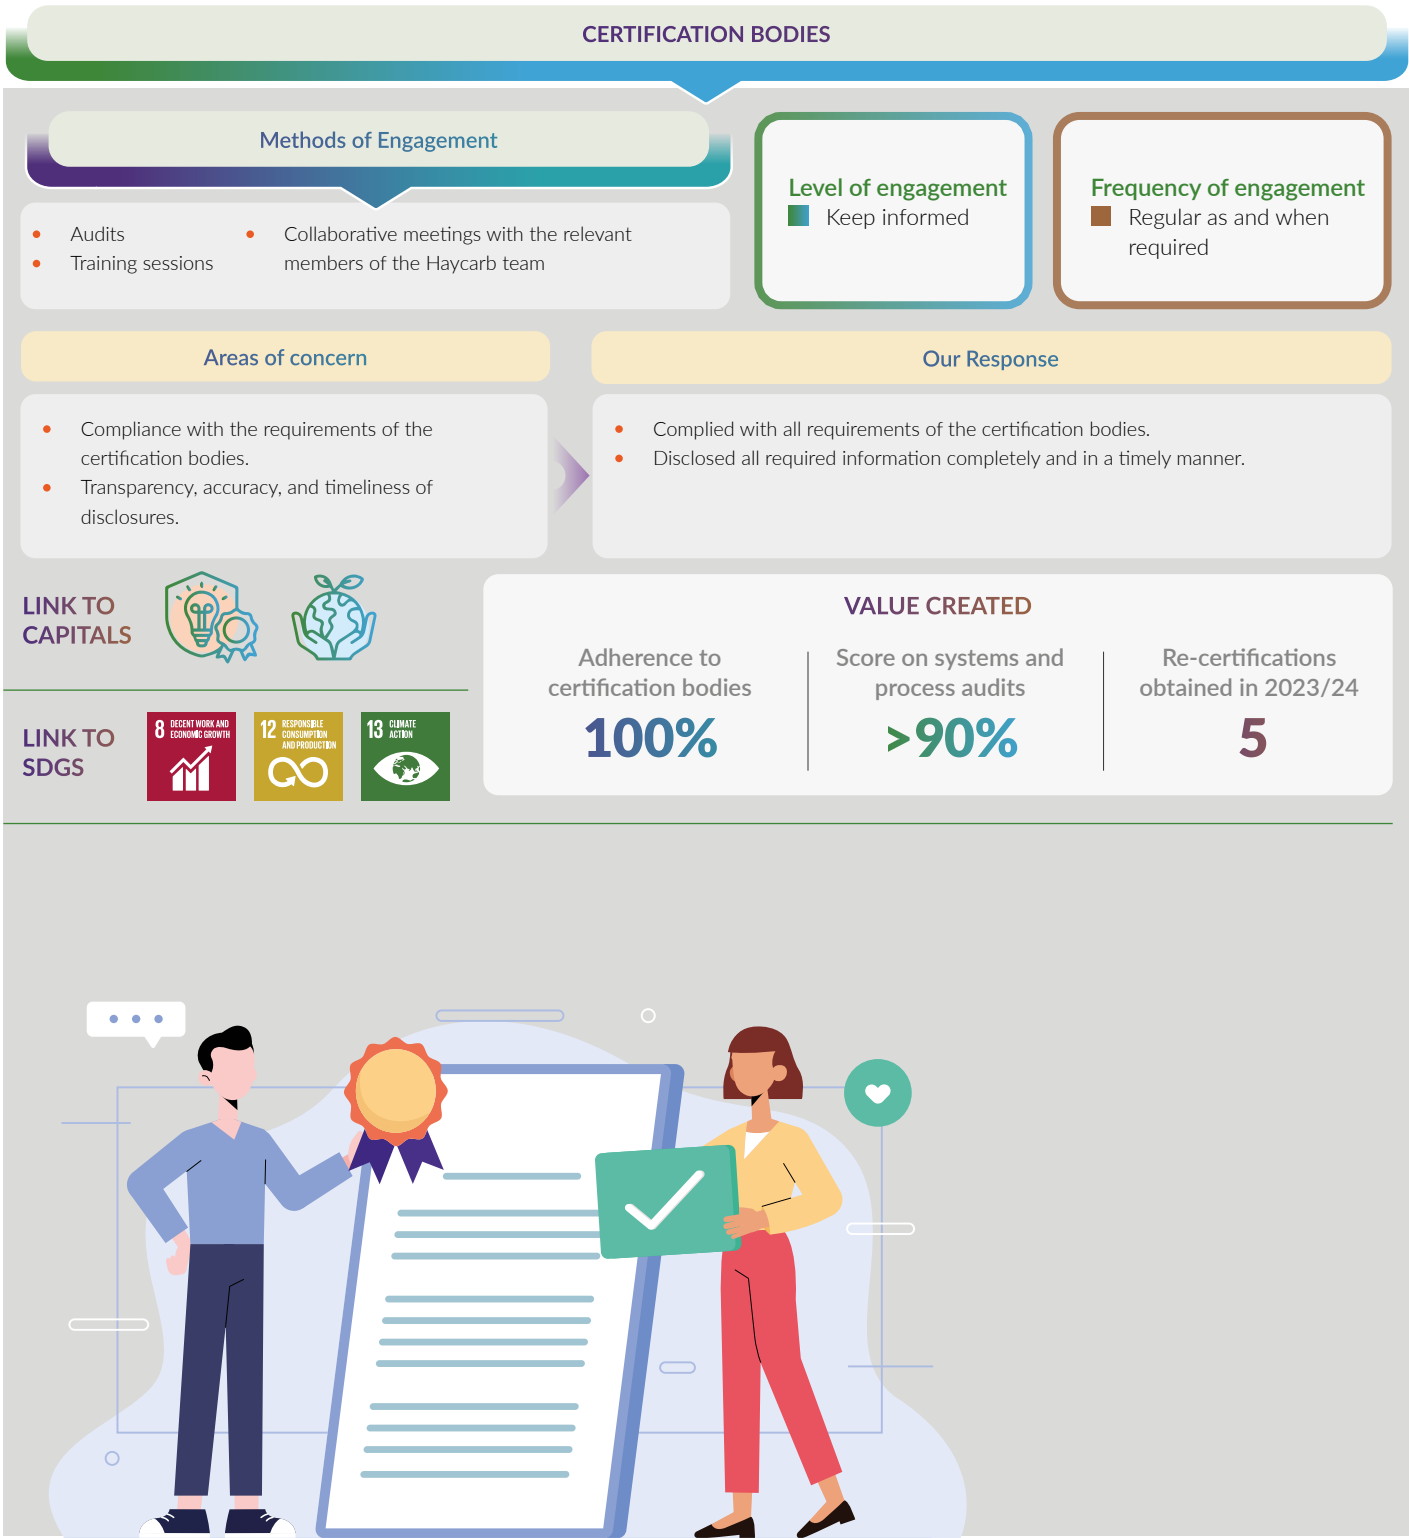 CERTIFICATION BODIES
Methods of Engagement
• Audits
• Training sessions
• Collaborative meetings with the relevant
members of the Haycarb team
Level of engagement
Keep informed
Frequency of engagement
Regular as and when
required
Areas of concern
• Compliance with the requirements of the
certification bodies.
• Transparency, accuracy, and timeliness of
disclosures.
Our Response
• Complied with all requirements of the certification bodies.
• Disclosed all required information completely and in a timely manner.
LINK TO
CAPITALS
LINK TO
SDGS
8 DECENT WORK AND
ECONOMIC GROWTH
12 RESPONSIBLE
CONSUMPTION
AND PRODUCTION
13 CLIMATE
ACTION
VALUE CREATED
Adherence to
certification bodies
100%
Score on systems and
process audits
>90%
Re-certifications
obtained in 2023/24
5